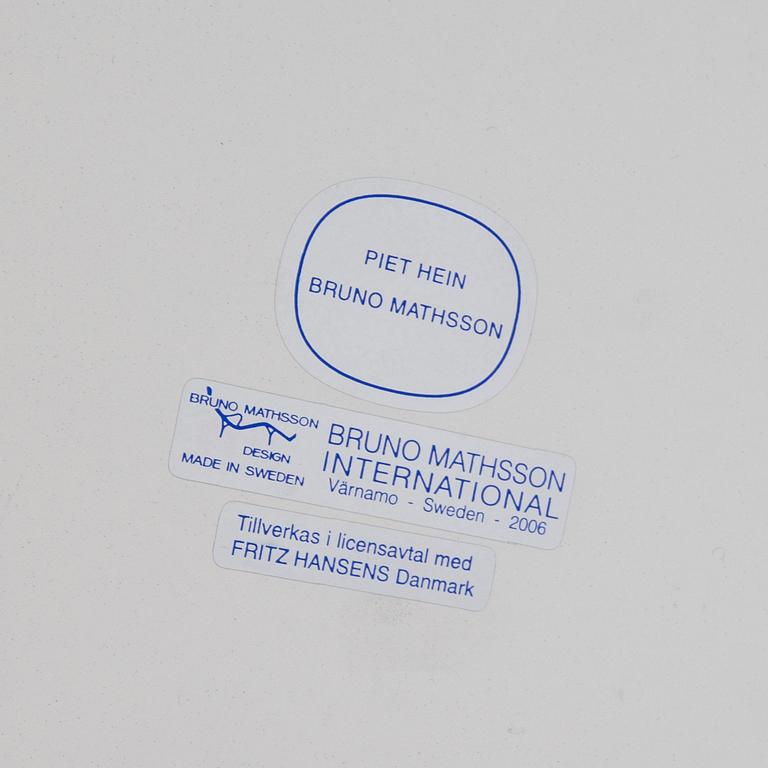 PIET HEIN
BRUNO MATHSSON
BRUNO MATHSSON
DESIGN
MADE IN SWEDEN
BRUNO MATHSSON
INTERNATIONAL
Värnamo - Sweden - 2006
Tillverkas i licensavtal med
FRITZ HANSENS Danmark